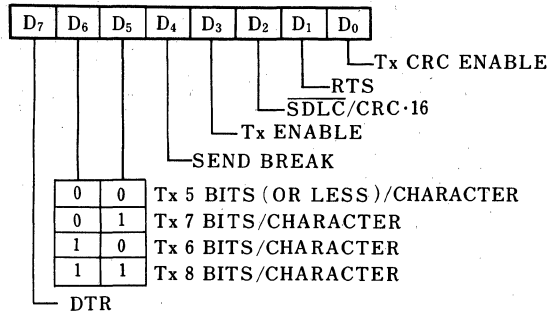 D7 D6 D5 D4 D3 D2 D1 D0
Tx CRC ENABLE
RTS
S̅D̅L̅C̅/CRC·16
Tx ENABLE
SEND BREAK
0 0 Tx 5 BITS (OR LESS)/CHARACTER
0 1 Tx 7 BITS/CHARACTER
1 0 Tx 6 BITS/CHARACTER
1 1 Tx 8 BITS/CHARACTER
DTR